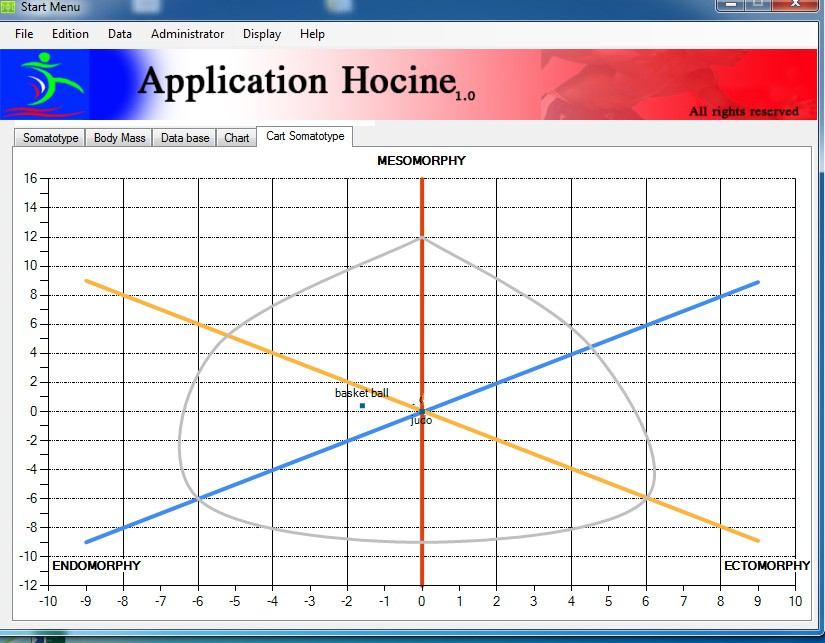 Start Menu
File Edition Data Administrator Display Help
Application Hocine 1.0
All rights reserved
Somatotype Body Mass Data base Chart Cart Somatotype
MESOMORPHY
16
14
12
10
8
6
4
2
basket ball
0
judo
-2
-4
-6
-8
-10
ENDOMORPHY ECTOMORPHY
-12
-10 -9 -8 -7 -6 -5 -4 -3 -2 -1 0 1 2 3 4 5 6 7 8 9 10